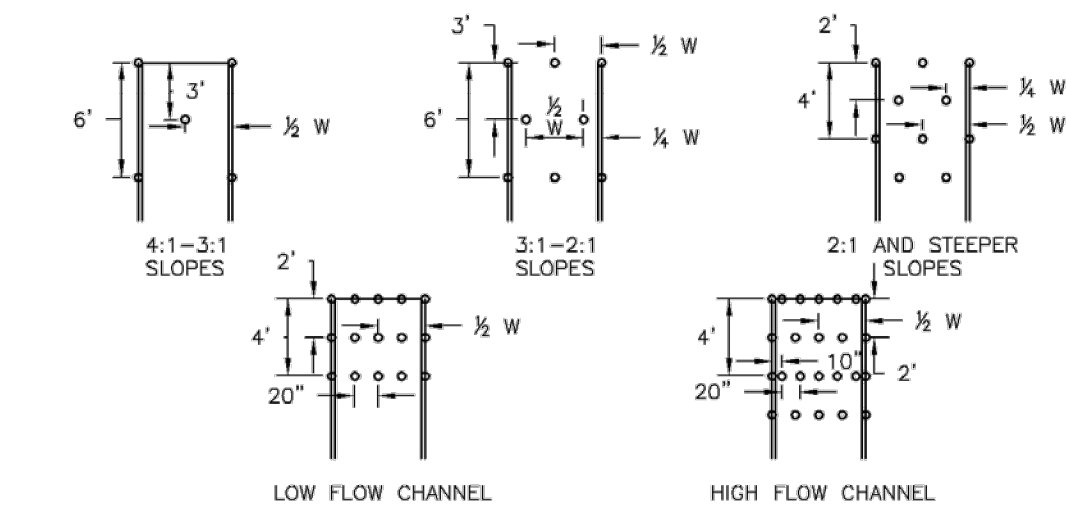 3'
6'
½ W
4:1–3:1
SLOPES
3'
½ W
6'
½
W
¼ W
3:1–2:1
SLOPES
2'
4'
¼ W
½ W
2:1 AND STEEPER
SLOPES
2'
4'
½ W
20"
LOW FLOW CHANNEL
4'
½ W
10"
2'
20"
HIGH FLOW CHANNEL